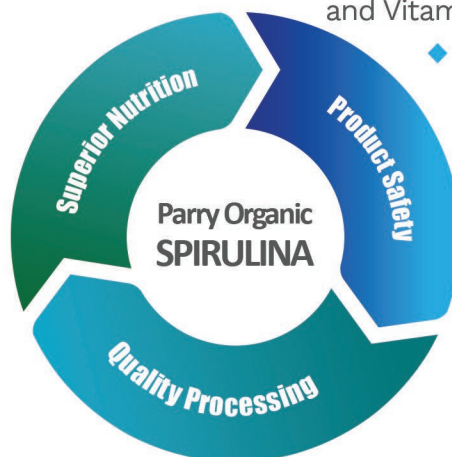 and Vitam
Superior Nutrition
Product Safety
Parry Organic
SPIRULINA
Quality Processing